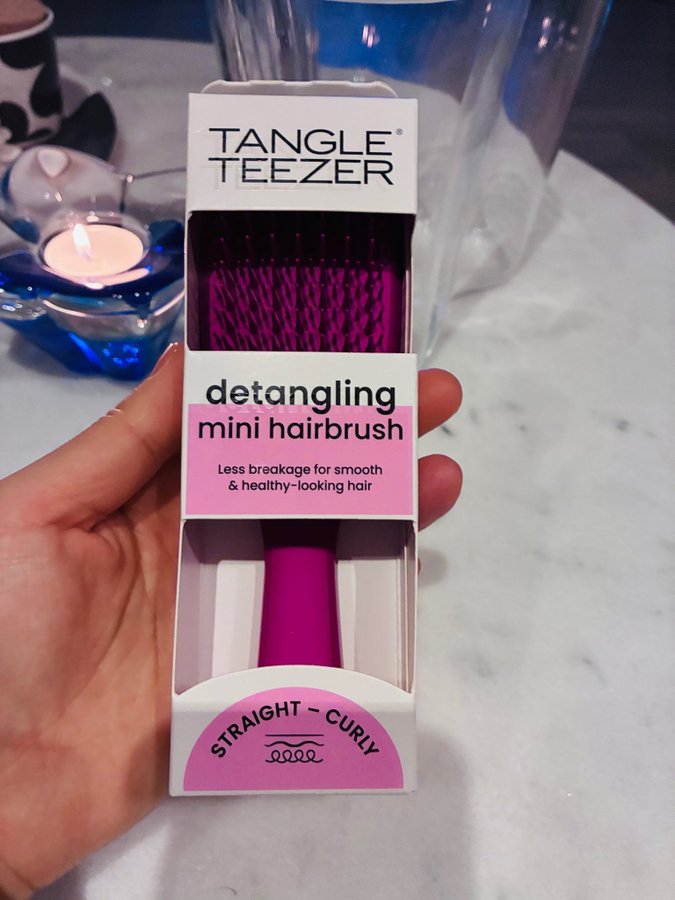 TANGLE
TEEZER®
detangling
mini hairbrush
Less breakage for smooth
& healthy-looking hair
STRAIGHT – CURLY